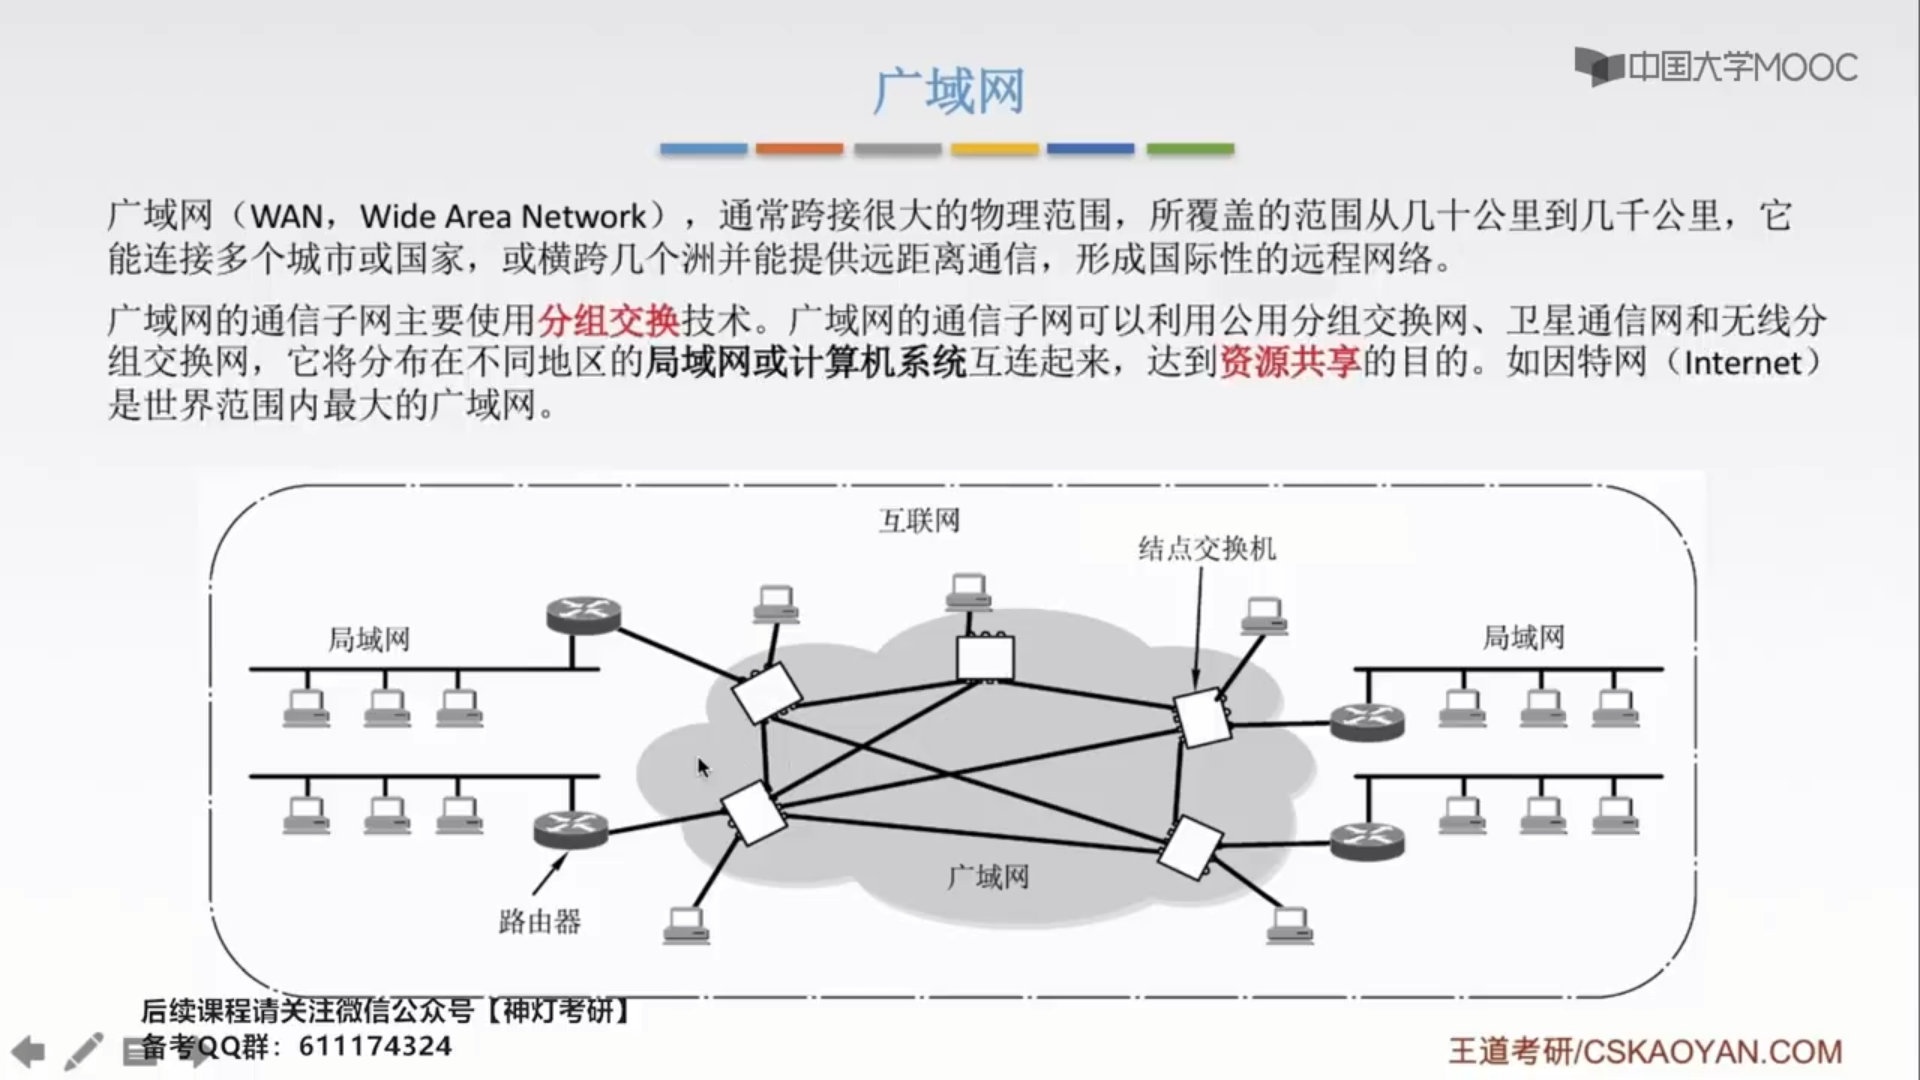 中国大学MOOC
广域网
广域网（WAN，Wide Area Network），通常跨接很大的物理范围，所覆盖的范围从几十公里到几千公里，它
能连接多个城市或国家，或横跨几个洲并能提供远距离通信，形成国际性的远程网络。
广域网的通信子网主要使用分组交换技术。广域网的通信子网可以利用公用分组交换网、卫星通信网和无线分
组交换网，它将分布在不同地区的局域网或计算机系统互连起来，达到资源共享的目的。如因特网（Internet）
是世界范围内最大的广域网。
互联网
结点交换机
局域网
局域网
广域网
路由器
后续课程请关注微信公众号【神灯考研】
备考QQ群：611174324
王道考研/CSKAOYAN.COM